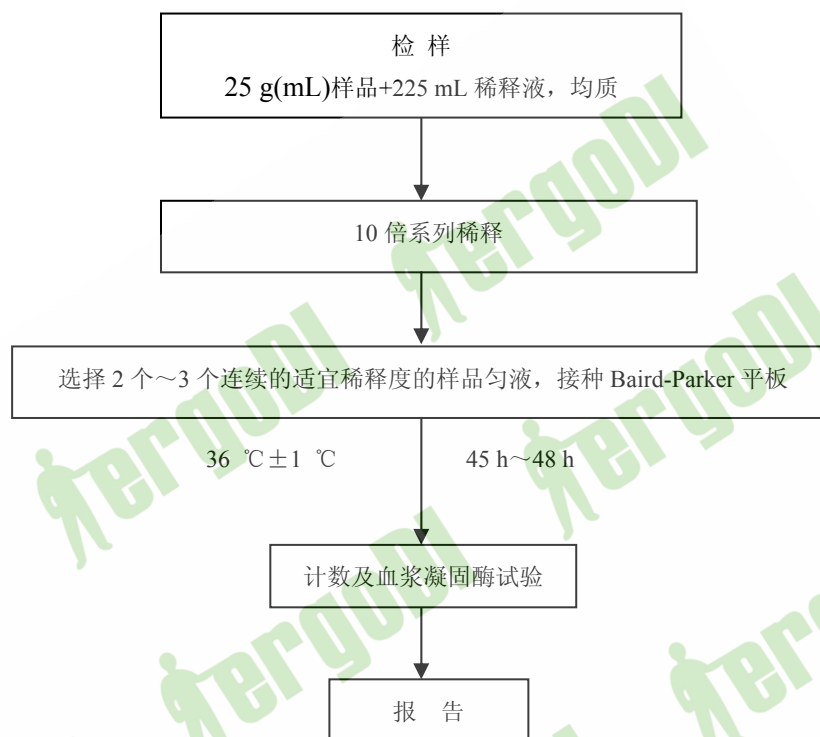 检 样
25 g(mL)样品+225 mL 稀释液，均质
10 倍系列稀释
选择 2 个～3 个连续的适宜稀释度的样品匀液，接种 Baird-Parker 平板
36 ℃±1 ℃ 45 h～48 h
计数及血浆凝固酶试验
报 告